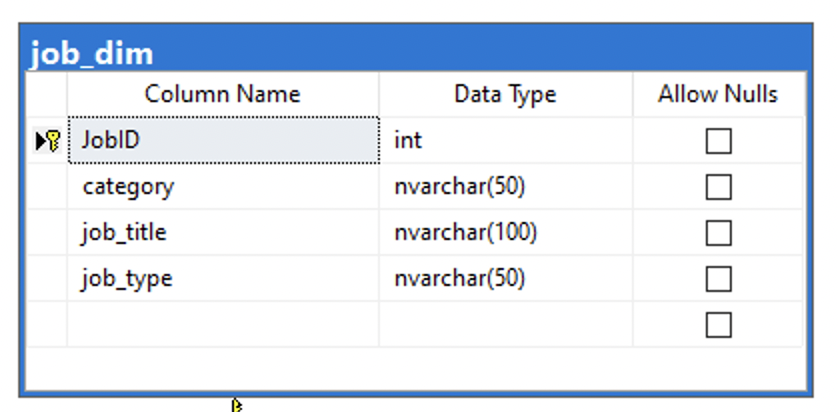 job_dim
Column Name Data Type Allow Nulls
JobID int
category nvarchar(50)
job_title nvarchar(100)
job_type nvarchar(50)